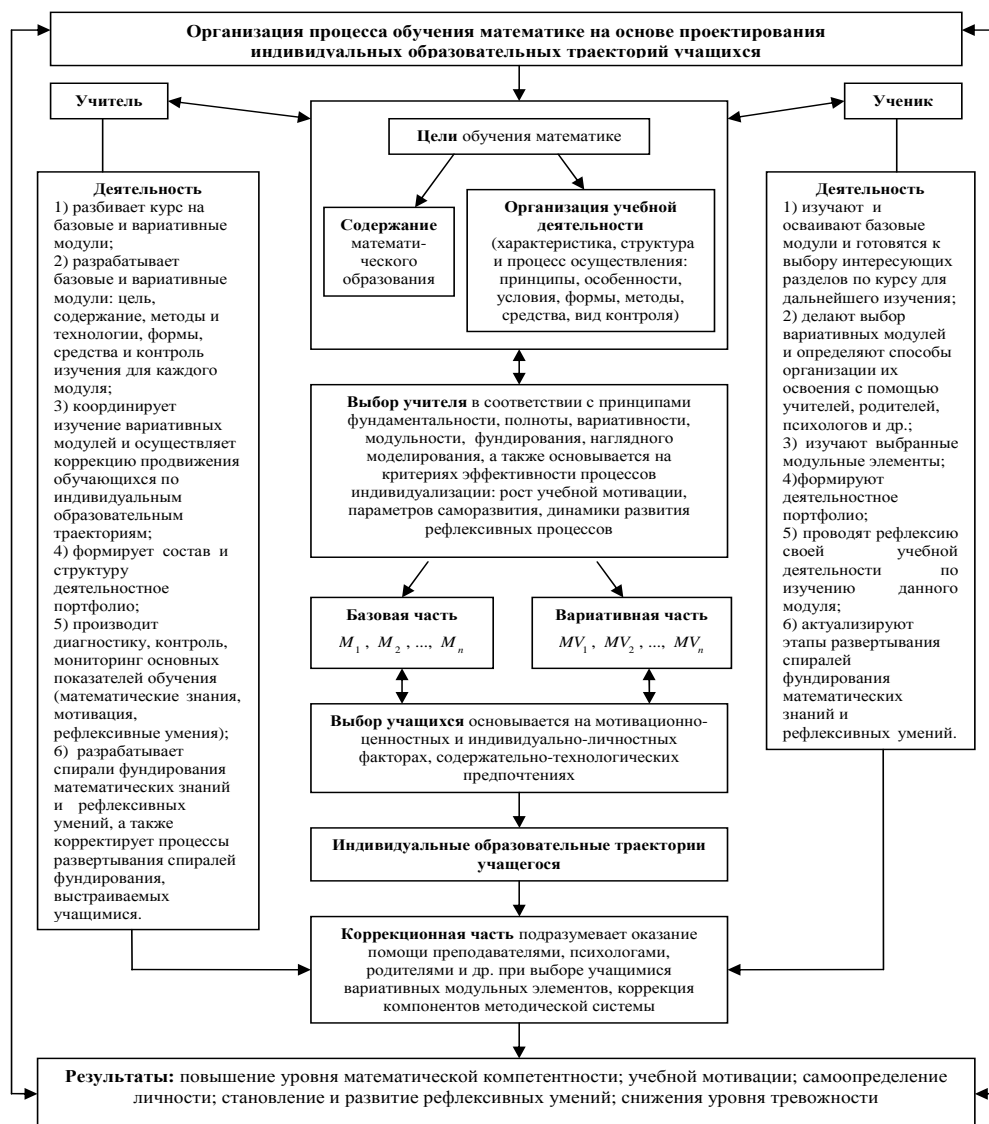 Организация процесса обучения математике на основе проектирования
индивидуальных образовательных траекторий учащихся
Учитель
Ученик
Цели обучения математике
Содержание
матема­ти-
ческого
образования
Организация учебной
деятельности
(характеристика, структура
и процесс осуществления:
принципы, особенности,
условия, формы, методы,
средства, вид контроля)
Деятельность
1) разбивает курс на
базовые и вариативные
модули;
2) разрабатывает
базовые и вариативные
модули: цель,
содержание, методы и
технологии, формы,
средства и контроль
изучения для каждого
модуля;
3) координирует
изучение вариативных
модулей и осуществляет
коррекцию продвижения
обучающихся по
индивидуальным
образовательным
траекториям;
4) формирует состав и
структуру
деятельностное
портфолио;
5) производит
диагностику, контроль,
мониторинг основных
показателей обучения
(математические знания,
мотивация,
рефлексивные умения);
6) разрабатывает
спирали фундирования
математических знаний
и рефлексивных
умений, а также
корректирует процессы
развертывания спиралей
фундирования,
выстраиваемых
учащимися.
Деятельность
1) изучают и
осваивают базовые
модули и готовятся к
выбору интересующих
разделов по курсу для
дальнейшего изучения;
2) делают выбор
вариативных модулей
и определяют способы
организации их
освоения с помощью
учителей, родителей,
психологов и др.;
3) изучают выбранные
модульные элементы;
4)формируют
деятельностное
портфолио;
5) проводят рефлексию
своей учебной
деятельности по
изучению данного
модуля;
6) актуализируют
этапы развертывания
спиралей
фундирования
математических
знаний и
рефлексивных умений.
Выбор учителя в соответствии с принципами
фундаментальности, полноты, вариативности,
модульности, фундирования, наглядного
моделирования, а также основывается на
критериях эффективности процессов
индивидуализации: рост учебной мотивации,
параметров саморазвития, динамики развития
рефлексивных процессов
Базовая часть
M₁ , M₂ , ..., Mₙ
Вариативная часть
MV₁ , MV₂ , ..., MVₙ
Выбор учащихся основывается на мотивационно-
ценностных и индивидуально-личностных
факторах, содержательно-технологических
предпочтениях
Индивидуальные образовательные траектории
учащегося
Коррекционная часть подразумевает оказание
помощи преподавателями, психологами,
родителями и др. при выборе учащимися
вариативных модульных элементов, коррекция
компонентов методической системы
Результаты: повышение уровня математической компетентности; учебной мотивации; самоопределение
личности; становление и развитие рефлексивных умений; снижения уровня тревожности